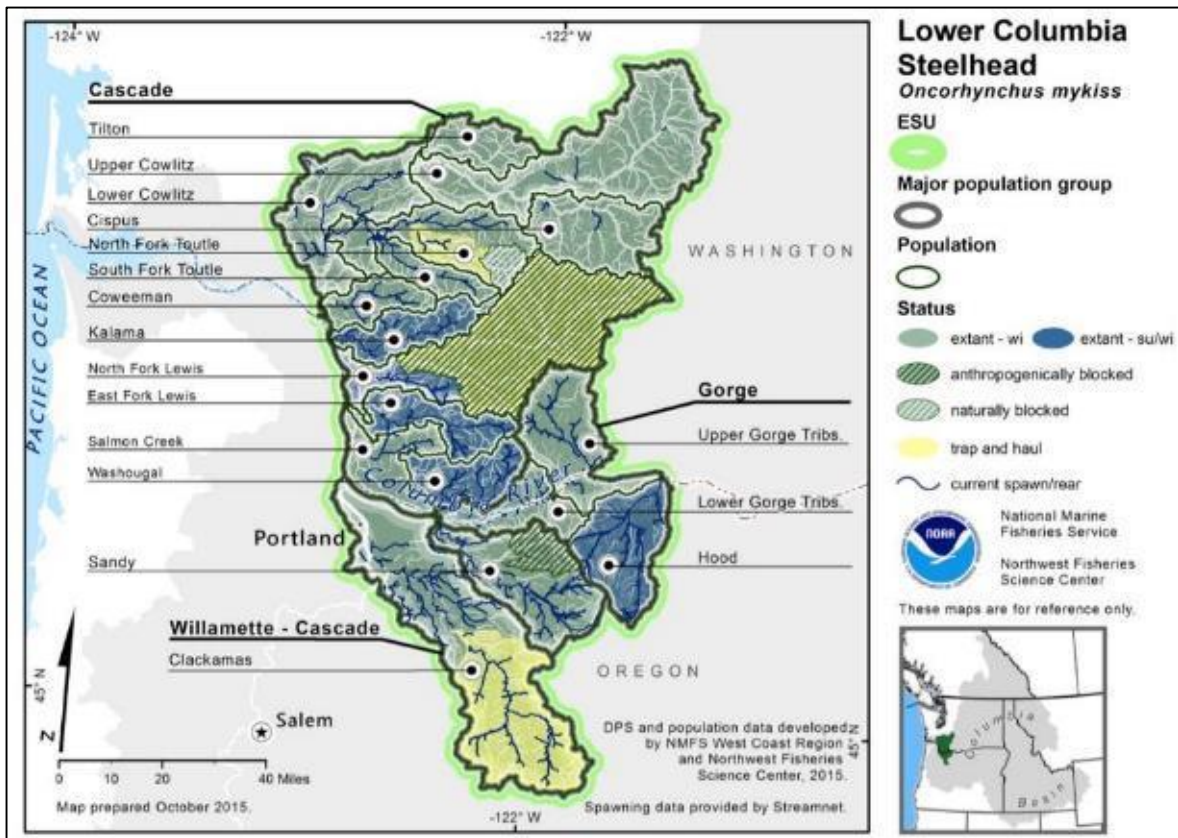 Lower Columbia
Steelhead
Oncorhynchus mykiss
ESU
Major population group
Population
Status
extant - wi
extant - su/wi
anthropogenically blocked
naturally blocked
trap and haul
current spawn/rear
NOAA
National Marine
Fisheries Service
Northwest Fisheries
Science Center
These maps are for reference only.
Columbia
Basin
-124° W
-122° W
Cascade
Tilton
Upper Cowlitz
Lower Cowlitz
Cispus
North Fork Toutle
South Fork Toutle
Coweeman
Kalama
North Fork Lewis
East Fork Lewis
Salmon Creek
Washougal
Portland
Sandy
Willamette - Cascade
Clackamas
WASHINGTON
Gorge
Upper Gorge Tribs.
Lower Gorge Tribs.
Hood
Columbia River
PACIFIC OCEAN
OREGON
45° N
N
Salem
0 10 20 40 Miles
Map prepared October 2015.
DPS and population data developed
by NMFS West Coast Region
and Northwest Fisheries
Science Center, 2015.
45° N
Spawning data provided by Streamnet.
-122° W